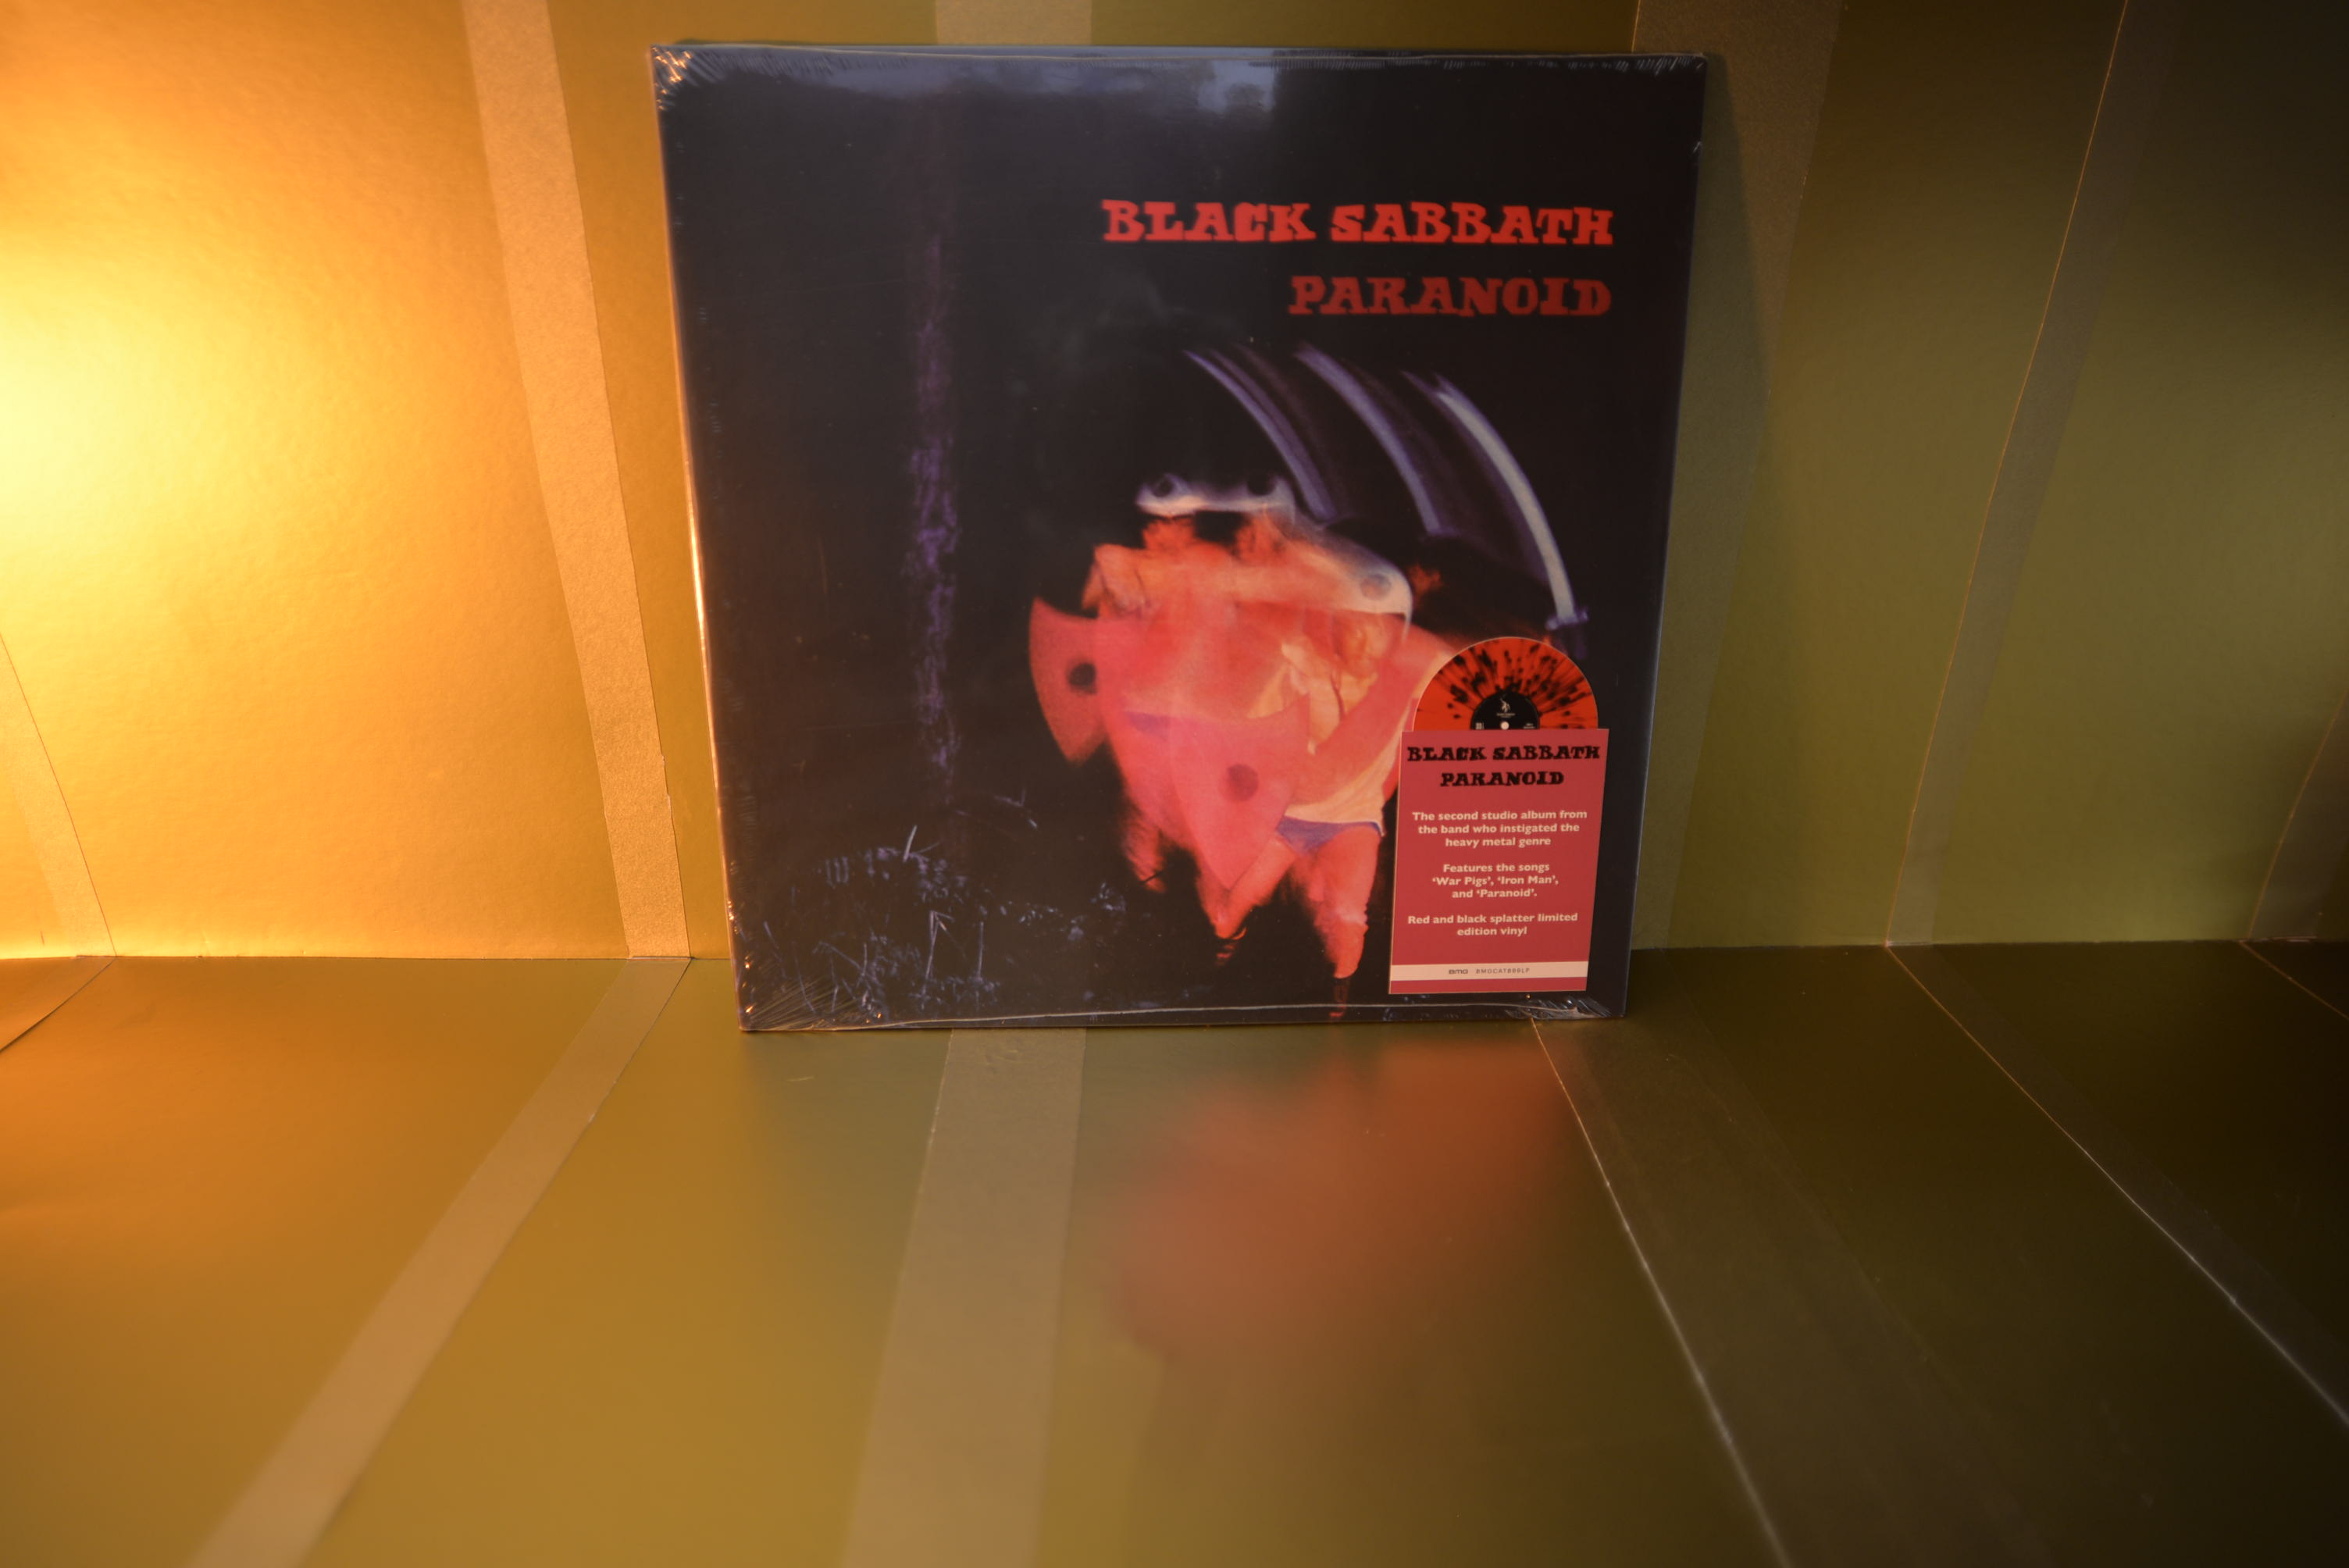 BLACK SABBATH
PARANOID
BLACK SABBATH
PARANOID
The second studio album from
the band who instigated the
heavy metal genre
Features the songs
‘War Pigs’, ‘Iron Man’,
and ‘Paranoid’.
Red and black splatter limited
edition vinyl
BMG